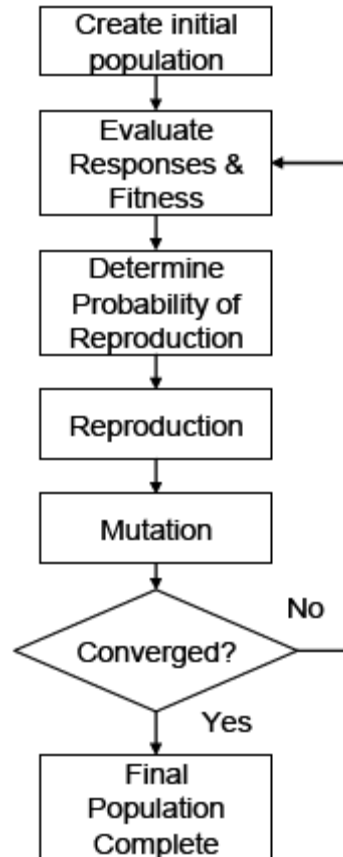 Create initial
population
Evaluate
Responses &
Fitness
Determine
Probability of
Reproduction
Reproduction
Mutation
No
Converged?
Yes
Final
Population
Complete